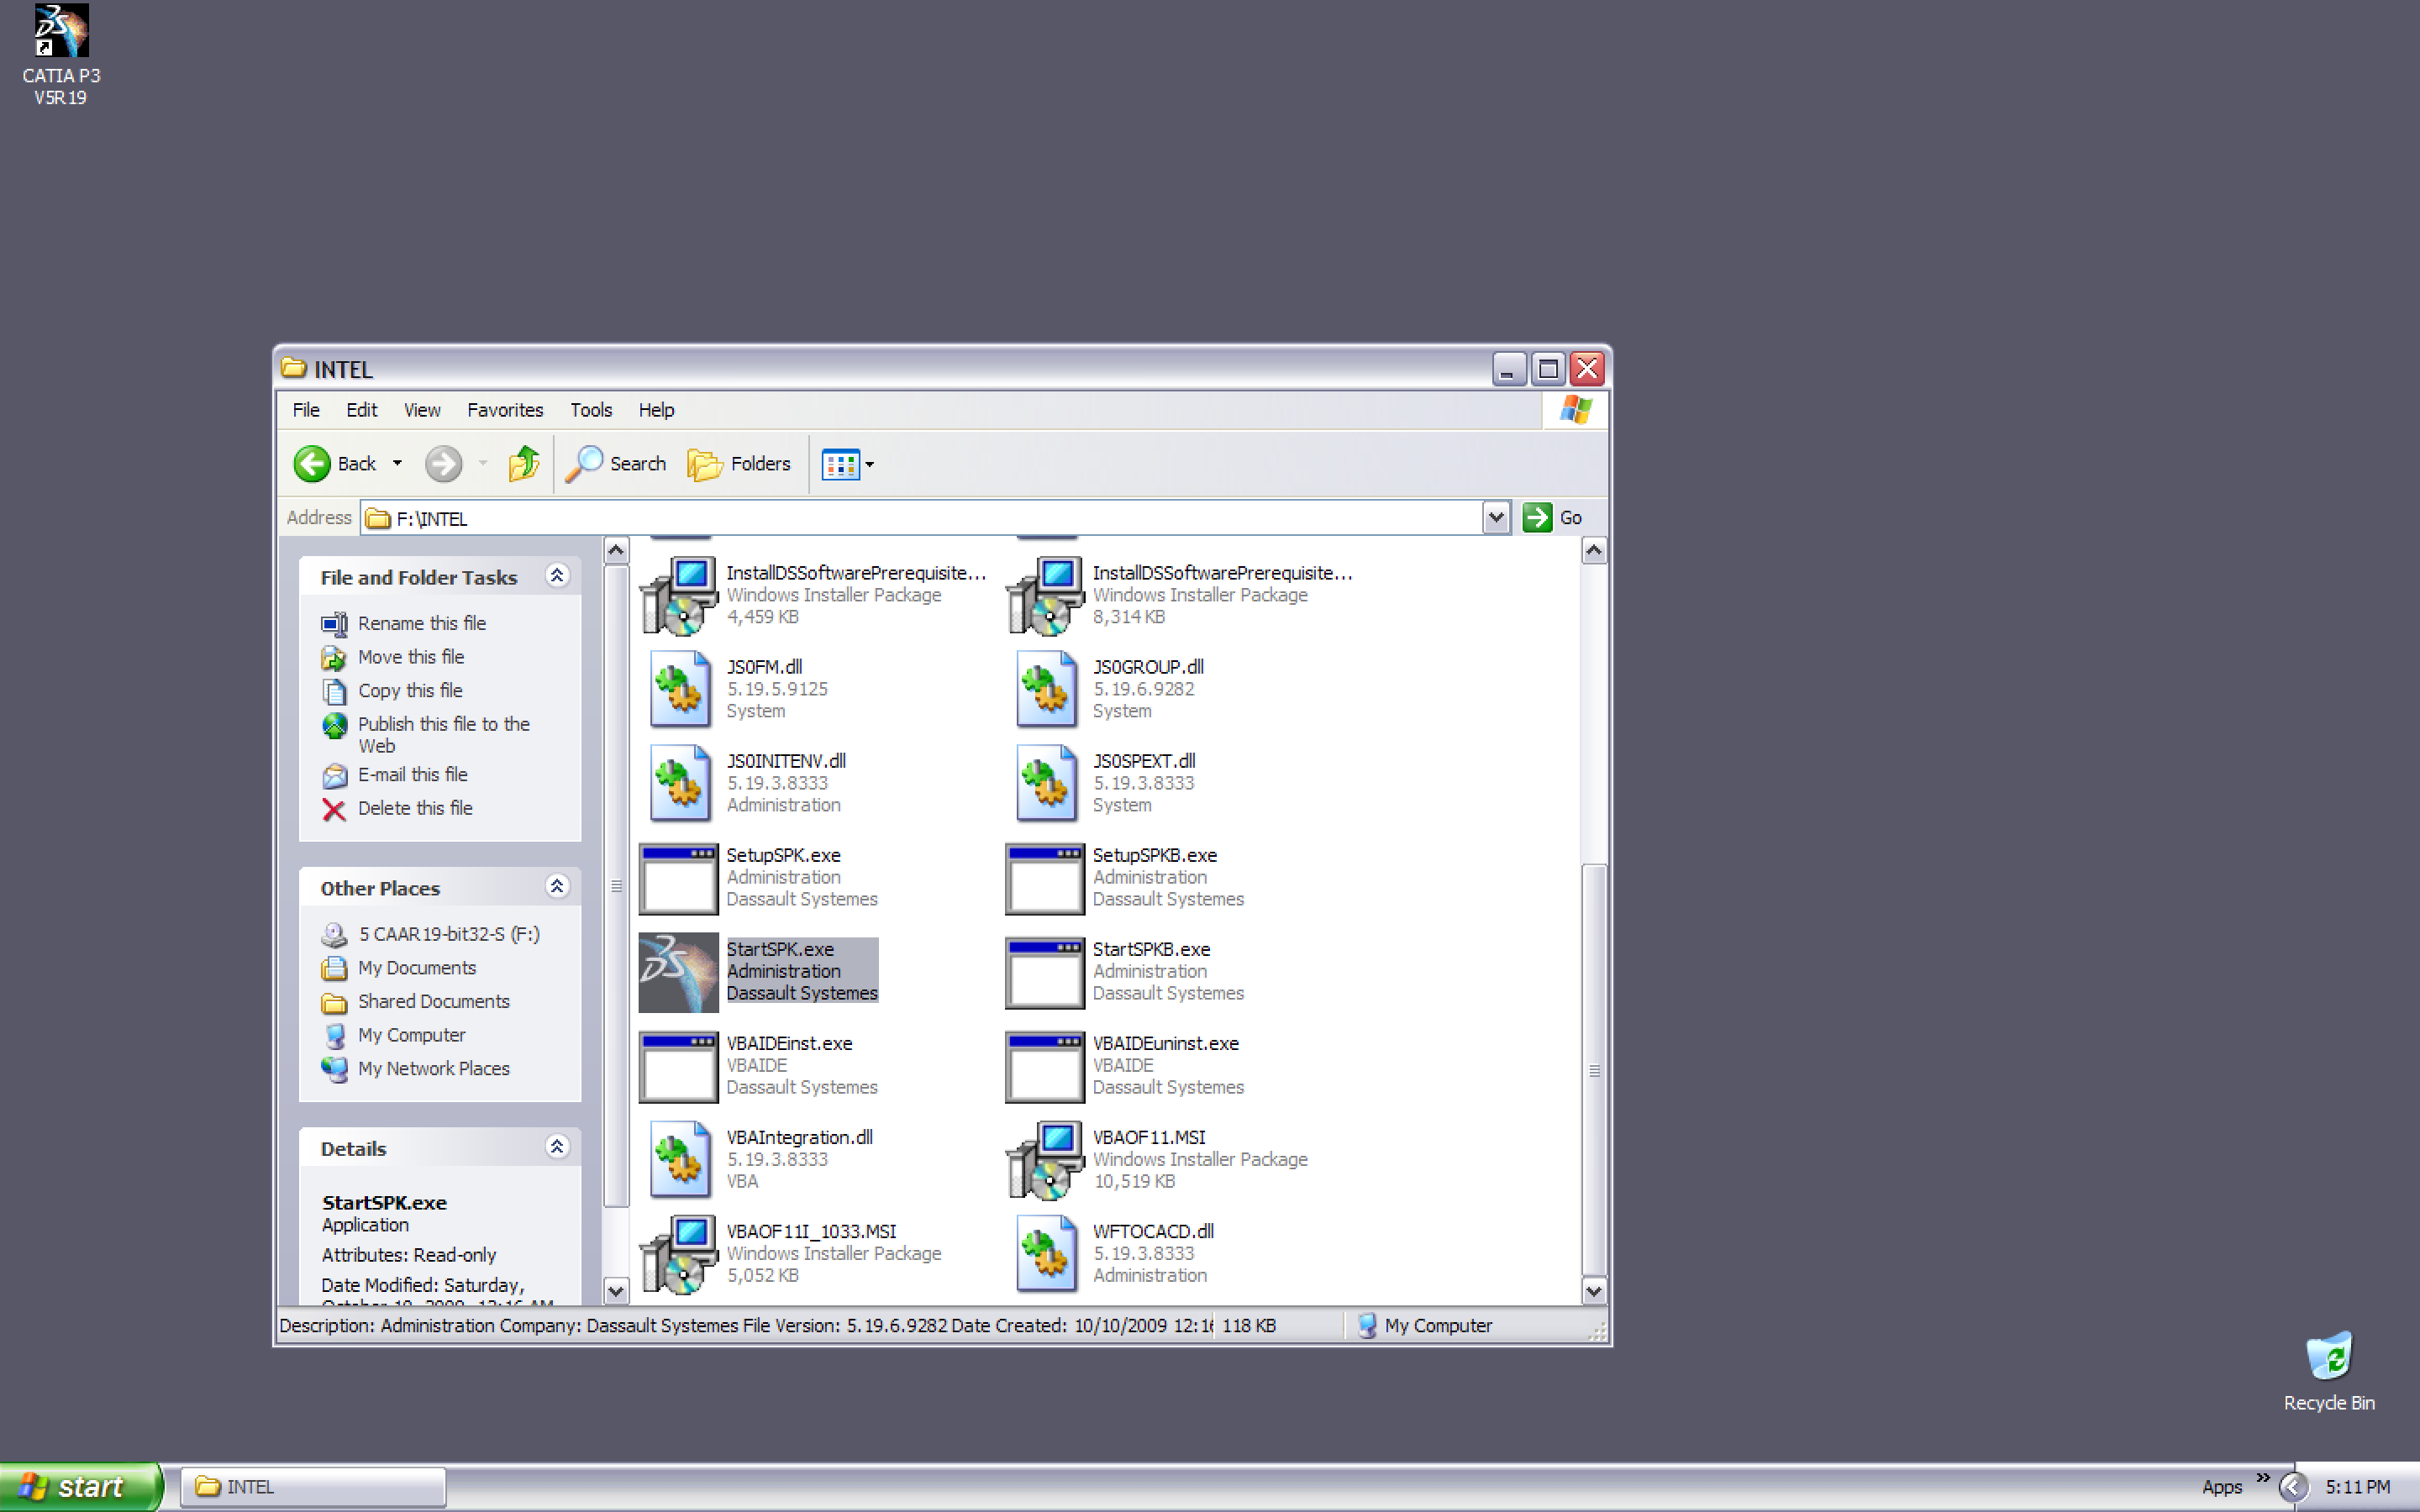 CATIA P3
V5R19
INTEL
File Edit View Favorites Tools Help
Back Search Folders
Address F:\INTEL Go
File and Folder Tasks
Rename this file
Move this file
Copy this file
Publish this file to the
Web
E-mail this file
Delete this file
Other Places
5 CAAR19-bit32-S (F:)
My Documents
Shared Documents
My Computer
My Network Places
Details
StartSPK.exe
Application
Attributes: Read-only
Date Modified: Saturday,
InstallDSSoftwarePrerequisite...
Windows Installer Package
4,459 KB
InstallDSSoftwarePrerequisite...
Windows Installer Package
8,314 KB
JS0FM.dll
5.19.5.9125
System
JS0GROUP.dll
5.19.6.9282
System
JS0INITENV.dll
5.19.3.8333
Administration
JS0SPEXT.dll
5.19.3.8333
System
SetupSPK.exe
Administration
Dassault Systemes
SetupSPKB.exe
Administration
Dassault Systemes
StartSPK.exe
Administration
Dassault Systemes
StartSPKB.exe
Administration
Dassault Systemes
VBAIDEinst.exe
VBAIDE
Dassault Systemes
VBAIDEuninst.exe
VBAIDE
Dassault Systemes
VBAIntegration.dll
5.19.3.8333
VBA
VBAOF11.MSI
Windows Installer Package
10,519 KB
VBAOF11I_1033.MSI
Windows Installer Package
5,052 KB
WFTOCACD.dll
5.19.3.8333
Administration
Description: Administration Company: Dassault Systemes File Version: 5.19.6.9282 Date Created: 10/10/2009 118 KB My Computer
Recycle Bin
start INTEL Apps » 5:11 PM